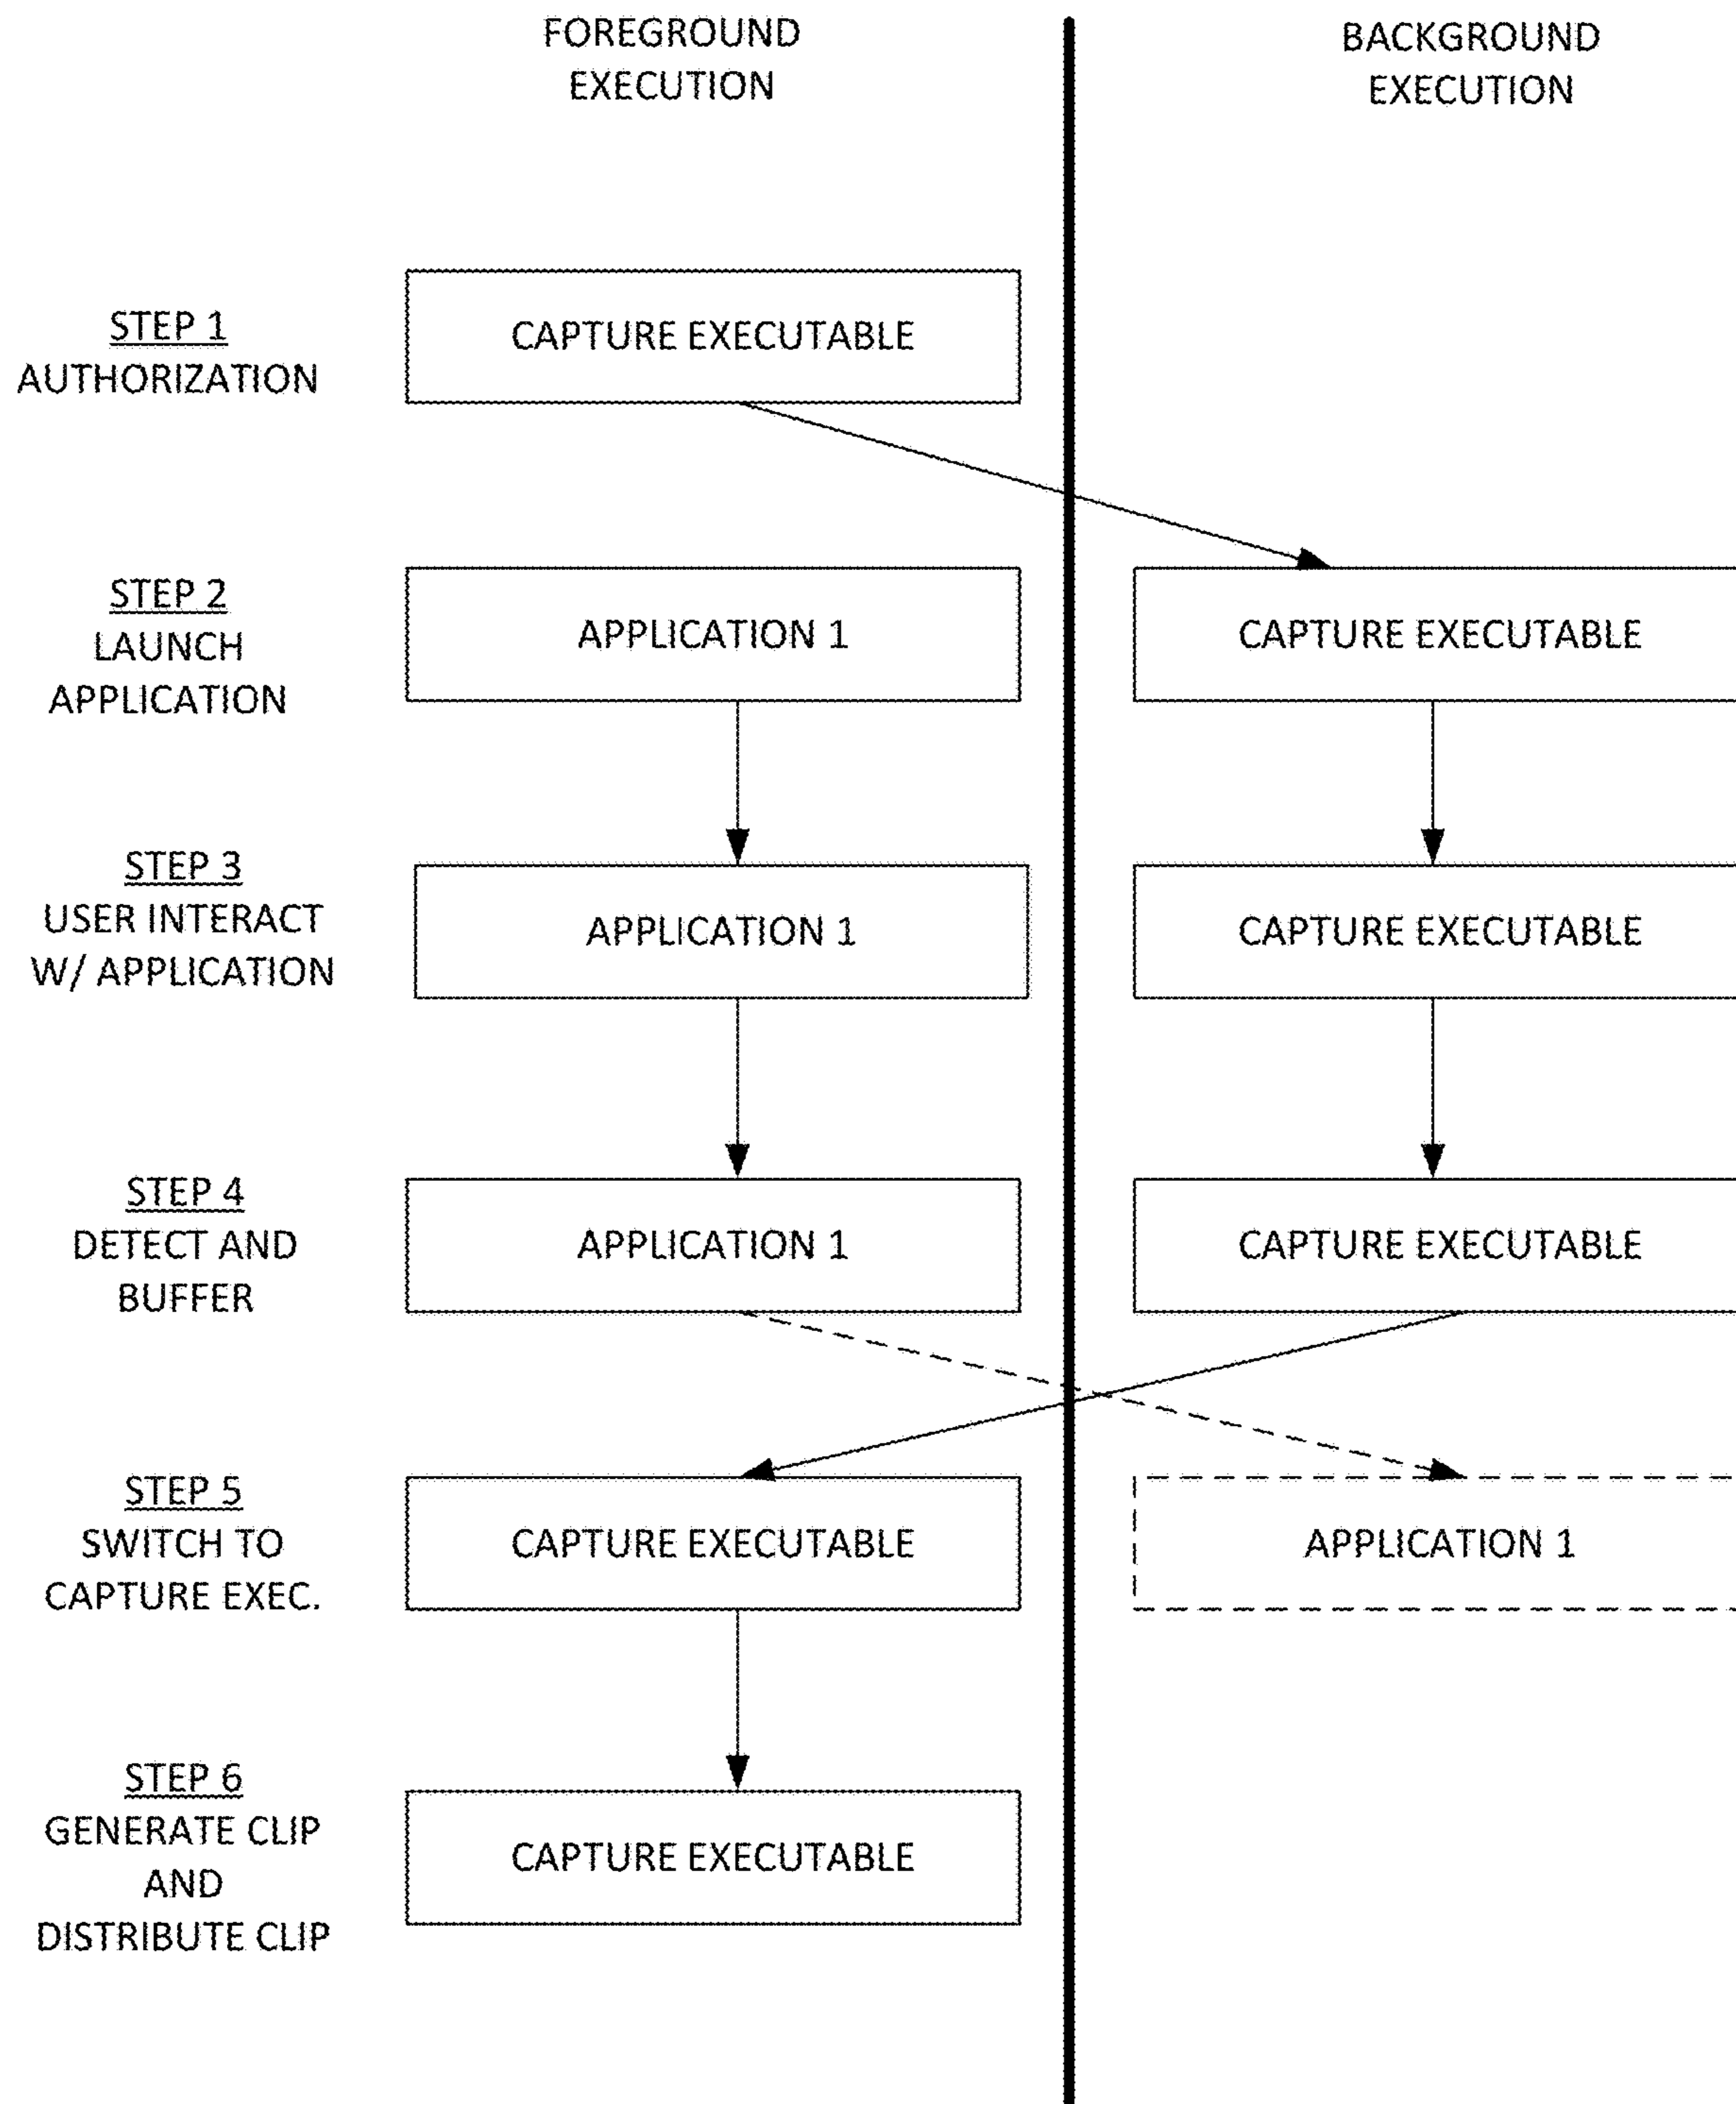 FOREGROUND
EXECUTION
BACKGROUND
EXECUTION
STEP 1
AUTHORIZATION
CAPTURE EXECUTABLE
STEP 2
LAUNCH
APPLICATION
APPLICATION 1
CAPTURE EXECUTABLE
STEP 3
USER INTERACT
W/ APPLICATION
APPLICATION 1
CAPTURE EXECUTABLE
STEP 4
DETECT AND
BUFFER
APPLICATION 1
CAPTURE EXECUTABLE
STEP 5
SWITCH TO
CAPTURE EXEC.
CAPTURE EXECUTABLE
APPLICATION 1
STEP 6
GENERATE CLIP
AND
DISTRIBUTE CLIP
CAPTURE EXECUTABLE